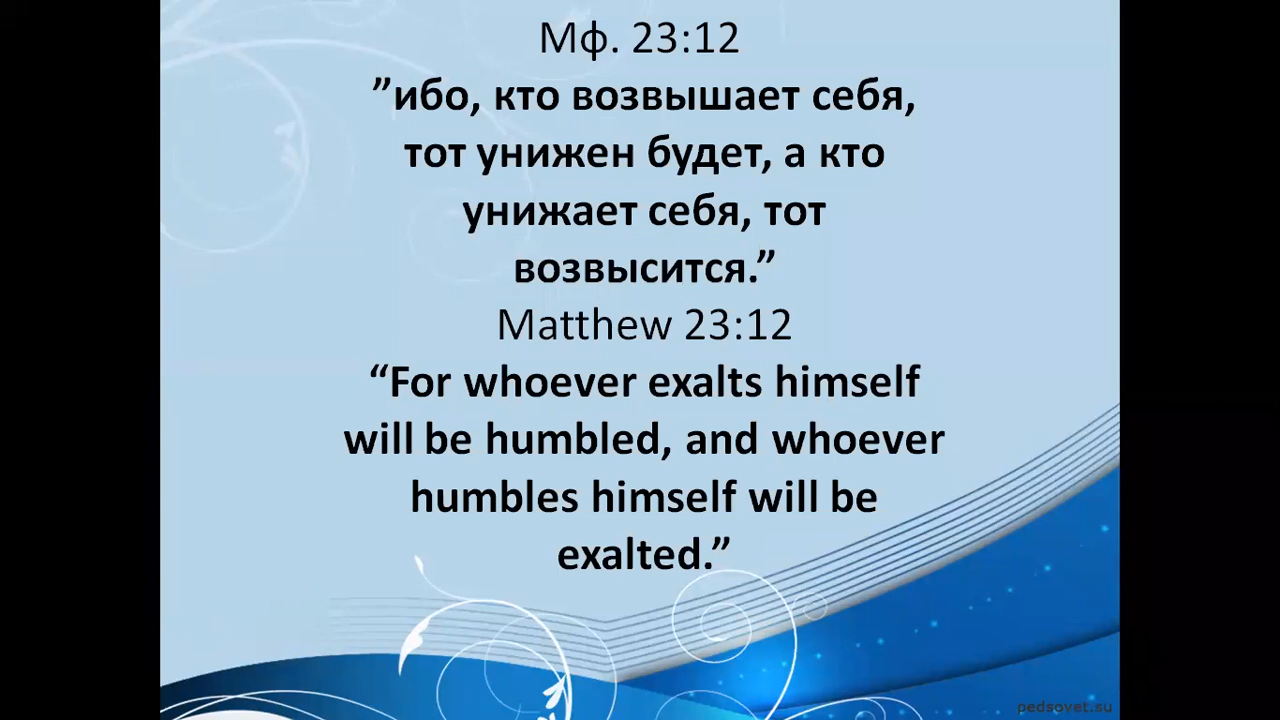 Мф. 23:12
”ибо, кто возвышает себя,
тот унижен будет, а кто
унижает себя, тот
возвысится.”
Matthew 23:12
“For whoever exalts himself
will be humbled, and whoever
humbles himself will be
exalted.”
pedsovet.su